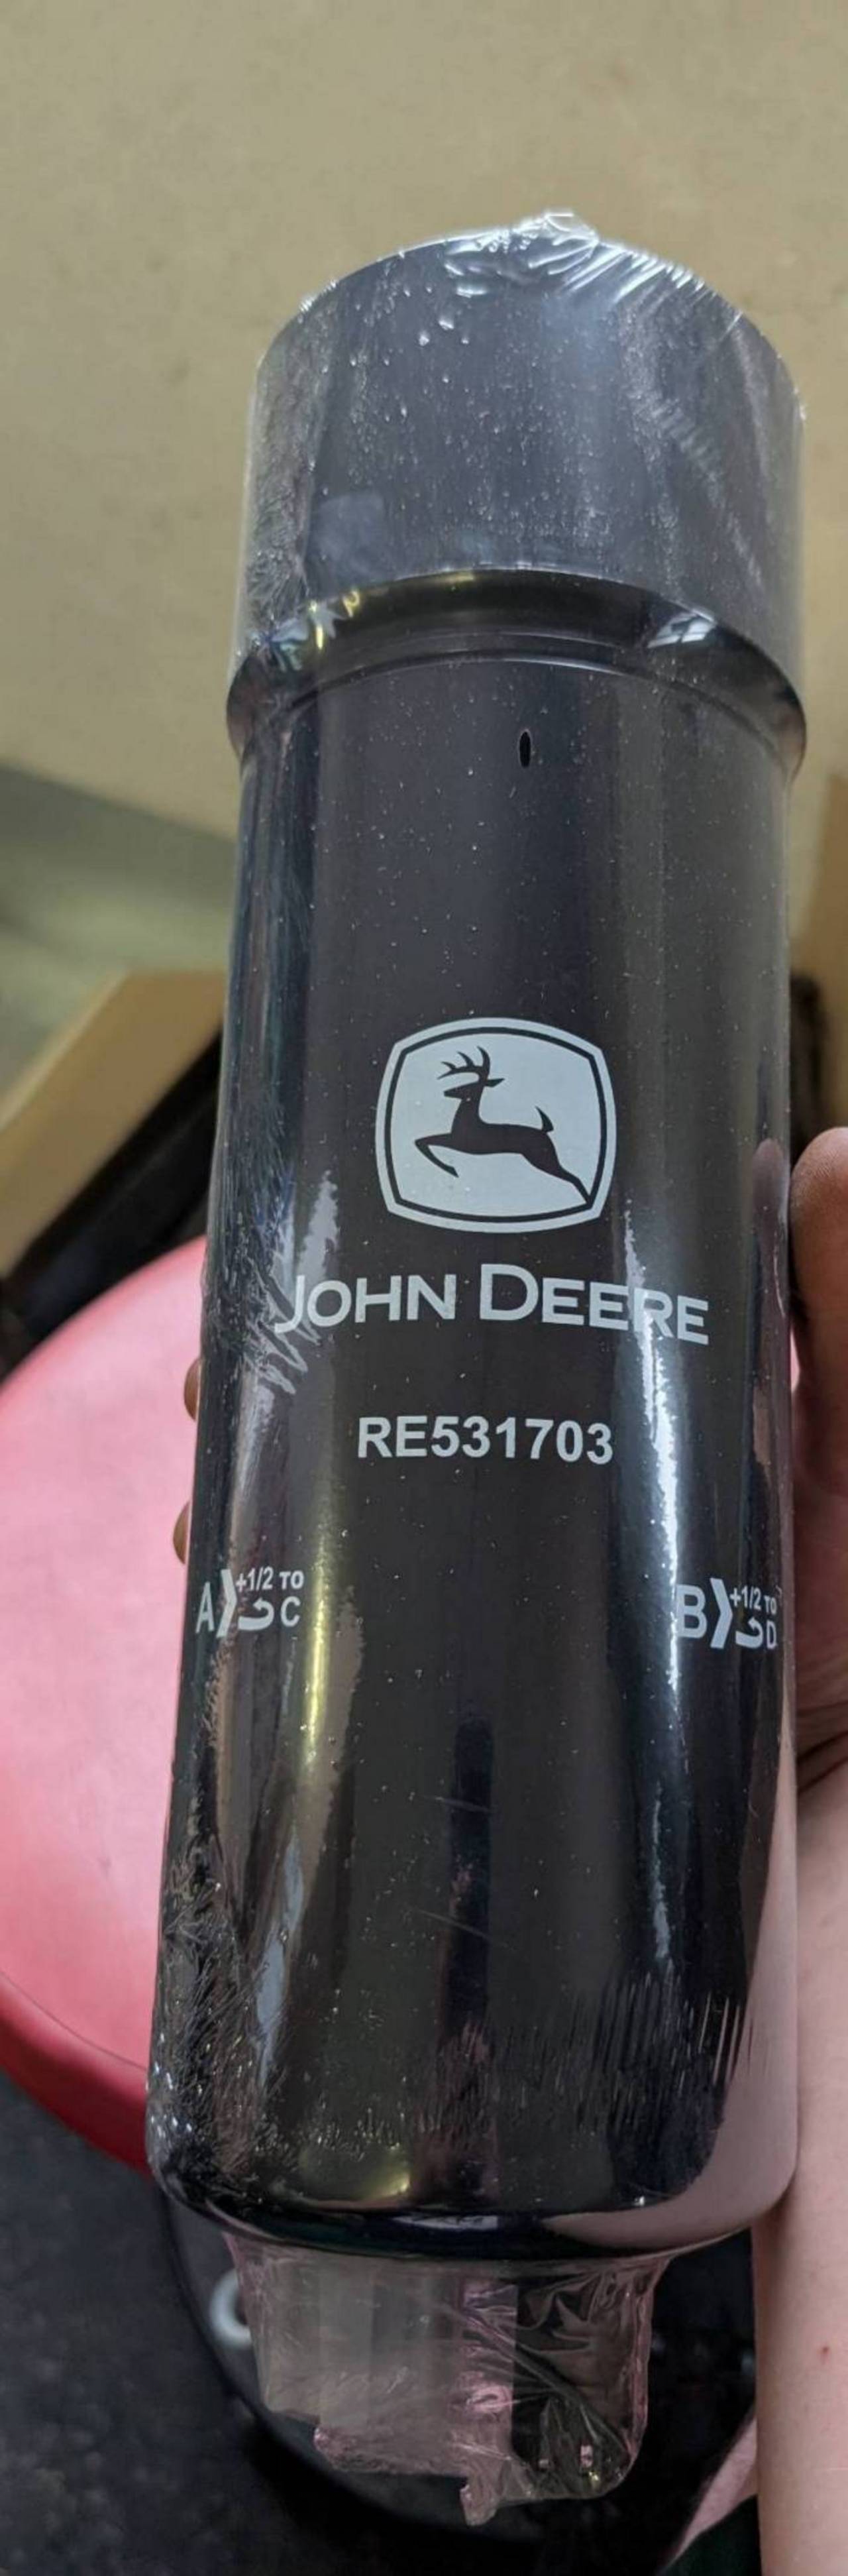 JOHN DEERE
RE531703
A +1/2 TO C
B +1/2 TO D